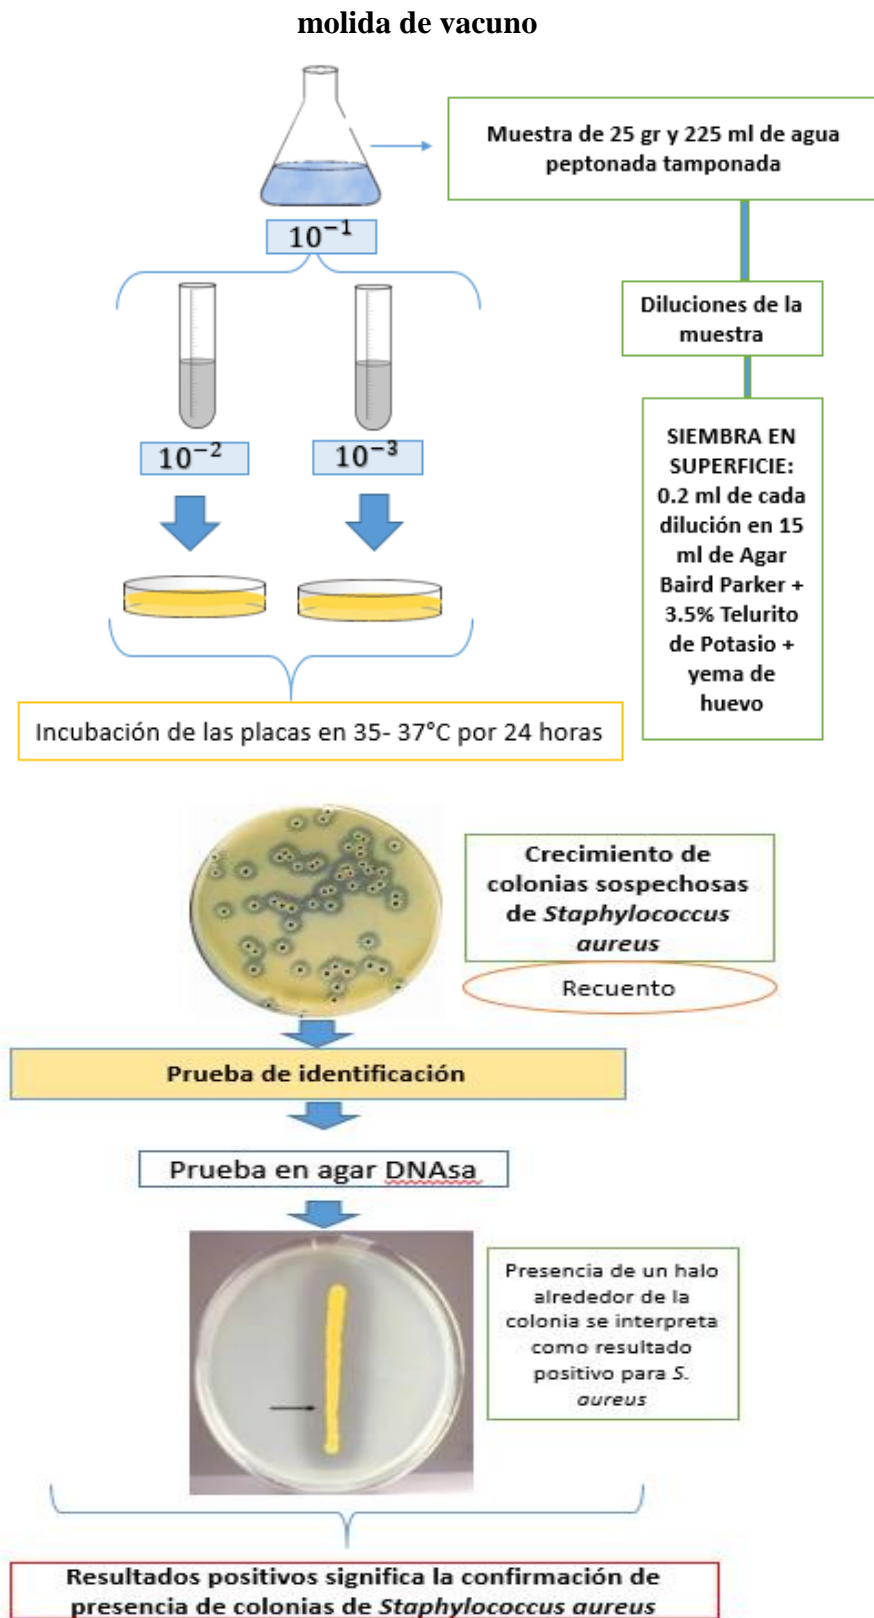 molida de vacuno
Muestra de 25 gr y 225 ml de agua
peptonada tamponada
10⁻¹
Diluciones de la
muestra
10⁻²
10⁻³
SIEMBRA EN
SUPERFICIE:
0.2 ml de cada
dilución en 15
ml de Agar
Baird Parker +
3.5% Telurito
de Potasio +
yema de
huevo
Incubación de las placas en 35- 37°C por 24 horas
Crecimiento de
colonias sospechosas
de Staphylococcus
aureus
Recuento
Prueba de identificación
Prueba en agar DNAsa
Presencia de un halo
alrededor de la
colonia se interpreta
como resultado
positivo para S.
aureus
Resultados positivos significa la confirmación de
presencia de colonias de Staphylococcus aureus